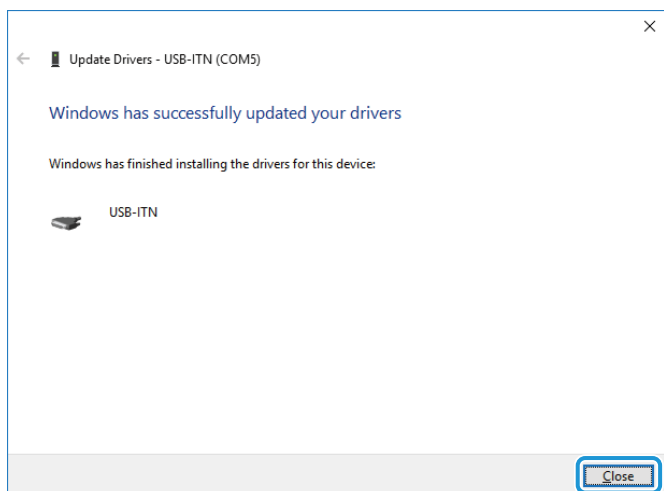 Update Drivers - USB-ITN (COM5)
Windows has successfully updated your drivers
Windows has finished installing the drivers for this device:
USB-ITN
Close